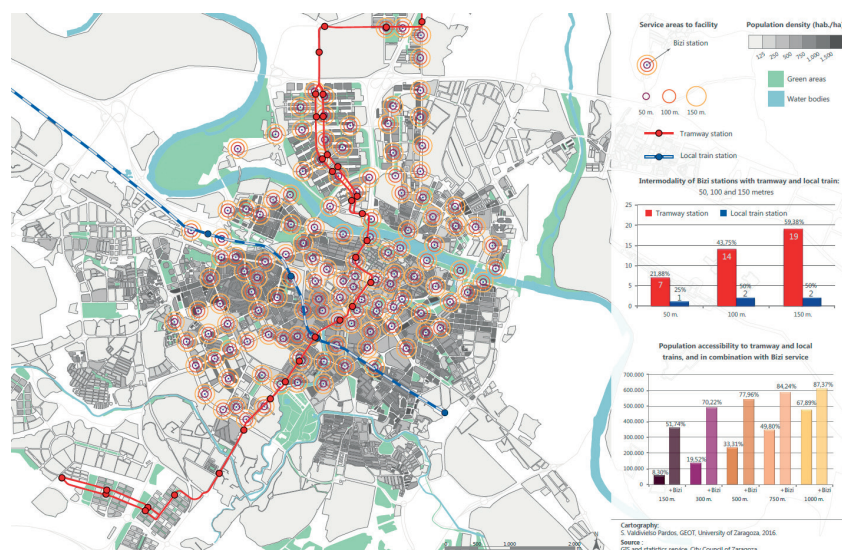 Service areas to facility
Bizi station
50 m. 100 m. 150 m.
Tramway station
Local train station
Population density (hab./ha)
125 250 500 750 1,000 1,500
Green areas
Water bodies
Intermodality of Bizi stations with tramway and local train:
50, 100 and 150 metres
Tramway station Local train station
25
20
15
10
5
0
21,88%
7
25%
1
43,75%
14
50%
2
59,38%
19
50%
2
50 m. 100 m. 150 m.
Population accessibility to tramway and local
trains, and in combination with Bizi service
700.000
600.000
500.000
400.000
300.000
200.000
100.000
0
8,30%
51,74%
19,52%
70,22%
33,31%
77,96%
49,80%
84,24%
67,89%
87,37%
+Bizi +Bizi +Bizi +Bizi +Bizi
150 m. 300 m. 500 m. 750 m. 1000 m.
Cartography:
S. Valdivielso Pardos, GEOT, University of Zaragoza, 2016.
Source :
GIS and statistics service. City Council of Zaragoza
1,000
2,000
N